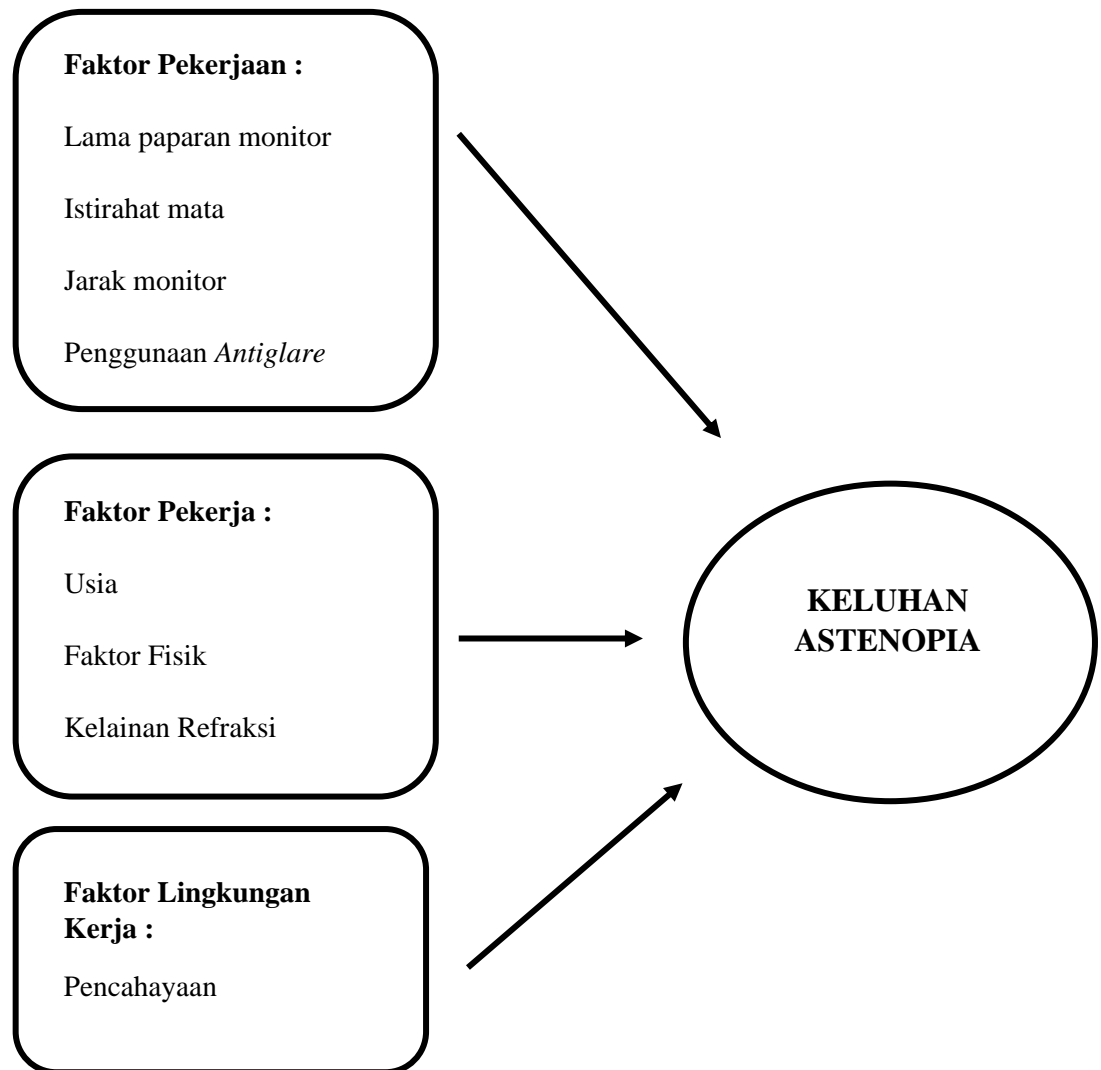 Faktor Pekerjaan :
Lama paparan monitor
Istirahat mata
Jarak monitor
Penggunaan Antiglare
Faktor Pekerja :
Usia
Faktor Fisik
Kelainan Refraksi
Faktor Lingkungan
Kerja :
Pencahayaan
KELUHAN
ASTENOPIA